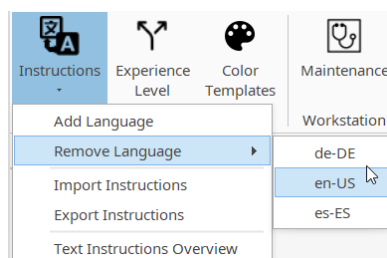 Instructions
Experience
Level
Color
Templates
Maintenance
Workstation
Add Language
Remove Language
Import Instructions
Export Instructions
Text Instructions Overview
de-DE
en-US
es-ES